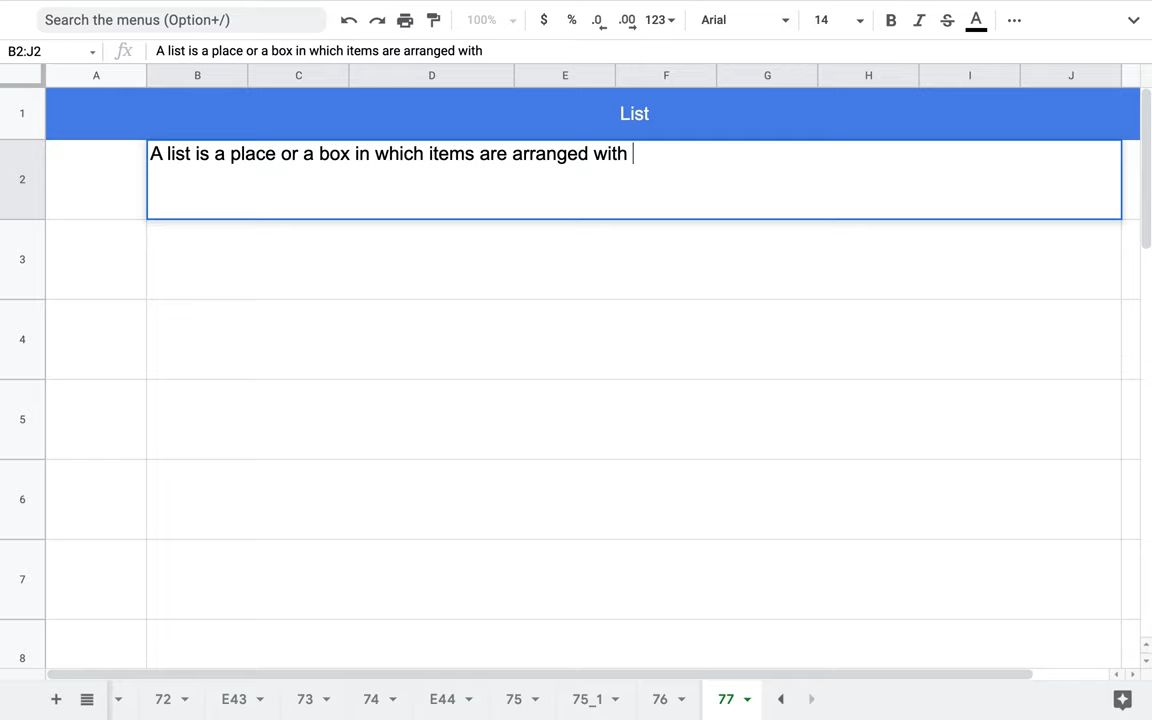 Search the menus (Option+/)
100%
$ % .0 .00 123
Arial
14
B I S A
B2:J2
fx
A list is a place or a box in which items are arranged with
A B C D E F G H I J
1
List
2
A list is a place or a box in which items are arranged with
3
4
5
6
7
8
72 E43 73 74 E44 75 75_1 76 77